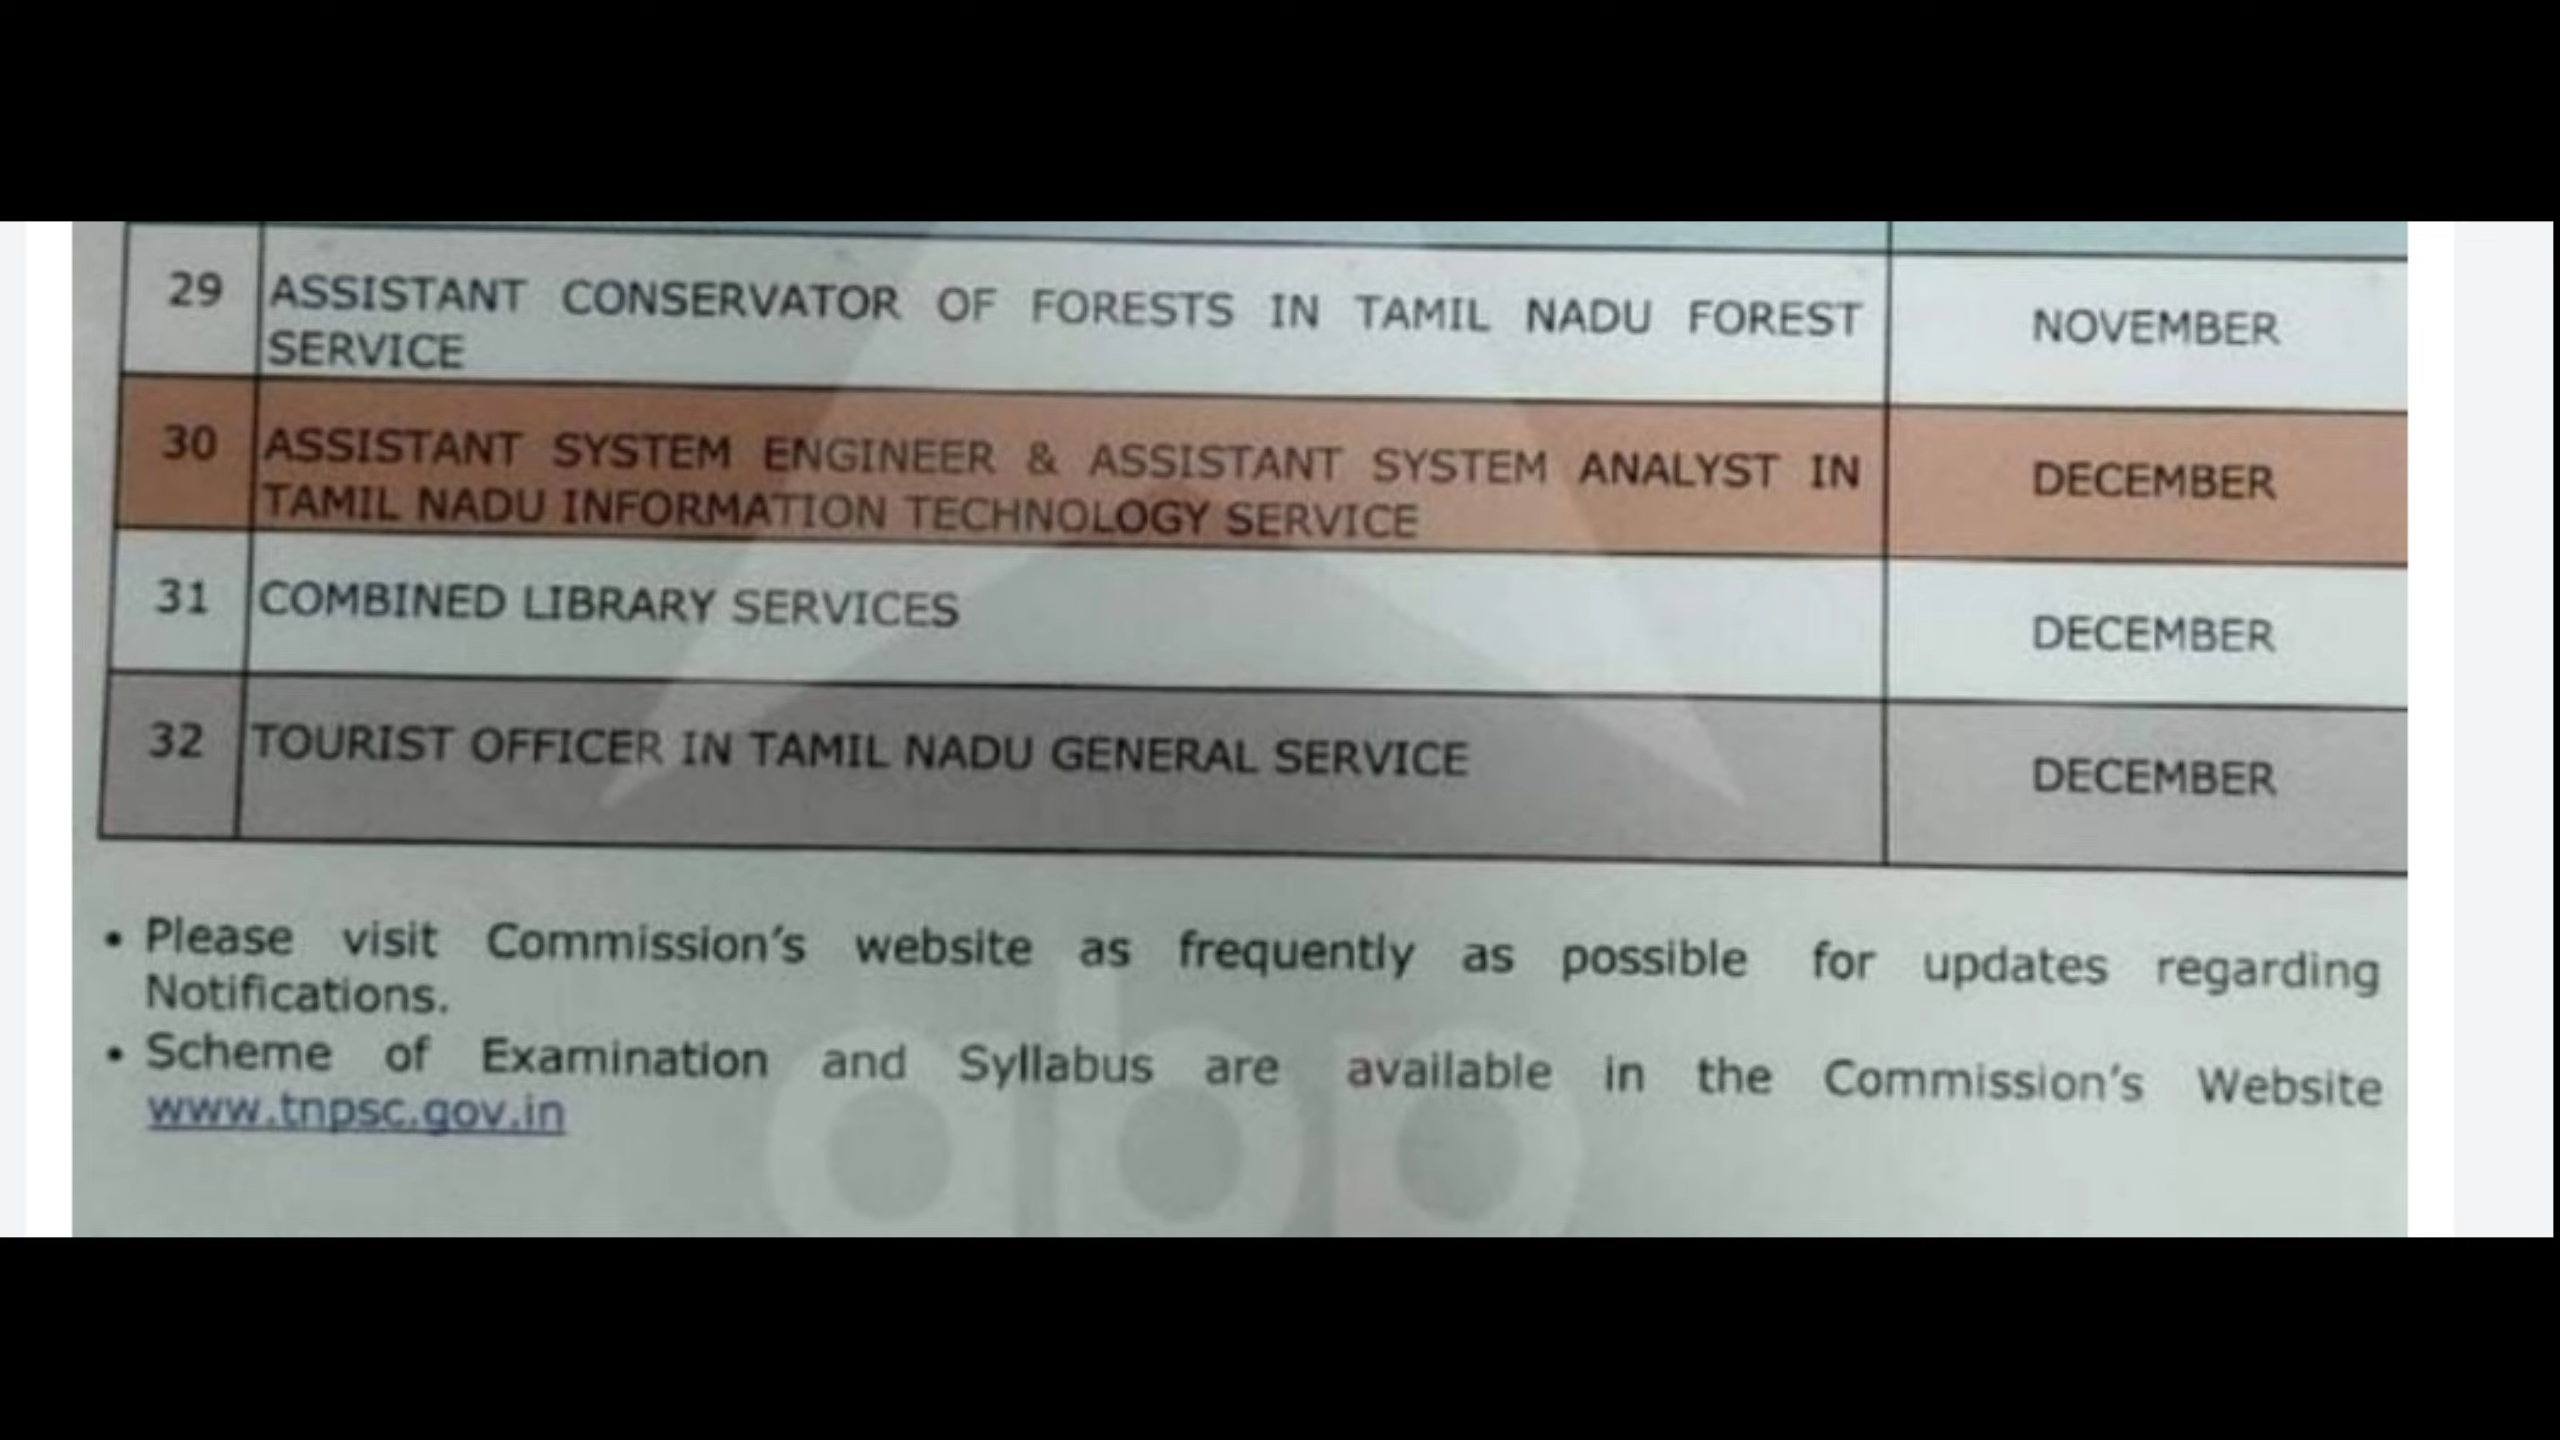 29 ASSISTANT CONSERVATOR OF FORESTS IN TAMIL NADU FOREST NOVEMBER
SERVICE
30 ASSISTANT SYSTEM ENGINEER & ASSISTANT SYSTEM ANALYST IN DECEMBER
TAMIL NADU INFORMATION TECHNOLOGY SERVICE
31 COMBINED LIBRARY SERVICES DECEMBER
32 TOURIST OFFICER IN TAMIL NADU GENERAL SERVICE DECEMBER
• Please visit Commission's website as frequently as possible for updates regarding
Notifications.
• Scheme of Examination and Syllabus are available in the Commission's Website
www.tnpsc.gov.in
abp